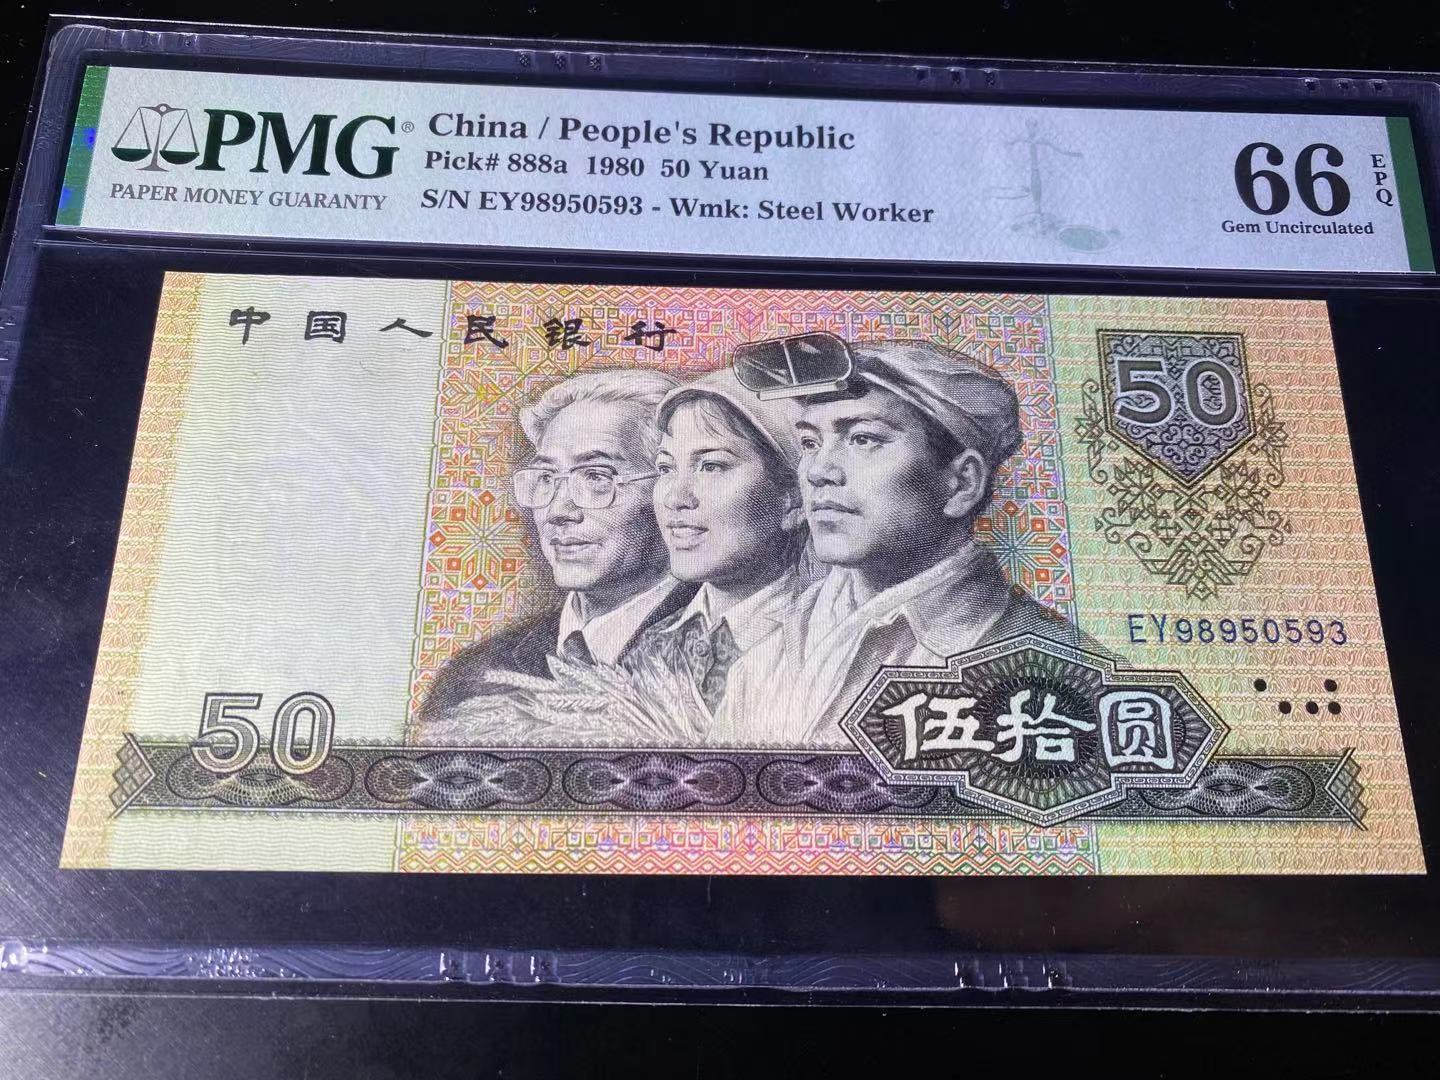 PMG®
PAPER MONEY GUARANTY
China / People's Republic
Pick# 888a 1980 50 Yuan
S/N EY98950593 - Wmk: Steel Worker
66
EPQ
Gem Uncirculated
中国人民银行
50
EY98950593
50
伍拾圆